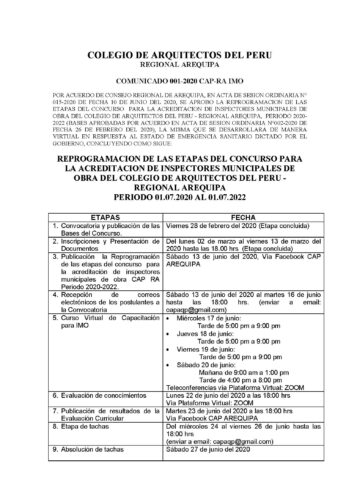 COLEGIO DE ARQUITECTOS DEL PERU
REGIONAL AREQUIPA
COMUNICADO 001-2020 CAP-RA IMO
POR ACUERDO DE CONSEJO REGIONAL DE AREQUIPA, EN ACTA DE SESION ORDINARIA N°
015-2020 DE FECHA 10 DE JUNIO DEL 2020, SE APROBO LA REPROGRAMACION DE LAS
ETAPAS DEL CONCURSO PARA LA ACREDITACION DE INSPECTORES MUNICIPALES DE
OBRA DEL COLEGIO DE ARQUITECTOS DEL PERU - REGIONAL AREQUIPA, PERIODO 2020-
2022 (BASES APROBADAS POR ACUERDO EN ACTA DE SESION ORDINARIA N°002-2020 DE
FECHA 26 DE FEBRERO DEL 2020), LA MISMA QUE SE DESARROLLARA DE MANERA
VIRTUAL EN RESPUESTA AL ESTADO DE EMERGENCIA SANITARIO DICTADO POR EL
GOBIERNO, CONCLUYENDO COMO SIGUE:
REPROGRAMACION DE LAS ETAPAS DEL CONCURSO PARA
LA ACREDITACION DE INSPECTORES MUNICIPALES DE
OBRA DEL COLEGIO DE ARQUITECTOS DEL PERU -
REGIONAL AREQUIPA
PERIODO 01.07.2020 AL 01.07.2022
ETAPAS FECHA
1. Convocatoria y publicación de las Bases del Concurso. Viernes 28 de febrero del 2020 (Etapa concluida)
2. Inscripciones y Presentación de Documentos Del lunes 02 de marzo al viernes 13 de marzo del
2020 hasta las 18.00 hrs. (Etapa concluida)
3. Publicación la Reprogramación Sábado 13 de junio del 2020, Via Facebook CAP
de las etapas del concurso para AREQUIPA
la acreditación de inspectores
municipales de obra CAP RA
Periodo 2020-2022.
4. Recepción de correos Sábado 13 de junio del 2020 al martes 16 de junio
electrónicos de los postulantes a hasta las 18:00 hrs. (enviar a email:
la Convocatoria capaqp@gmail.com)
5. Curso Virtual de Capacitación • Miércoles 17 de junio:
para IMO Tarde de 5:00 pm a 9:00 pm
• Jueves 18 de junio:
Tarde de 5:00 pm a 9:00 pm
• Viernes 19 de junio:
Tarde de 5:00 pm a 9:00 pm
• Sábado 20 de junio:
Mañana de 9:00 am a 1:00 pm
Tarde de 4:00 pm a 8:00 pm
Teleconferencias via Plataforma Virtual: ZOOM
6. Evaluación de conocimientos Lunes 22 de junio del 2020 a las 18:00 hrs
Via Plataforma Virtual: ZOOM
7. Publicación de resultados de la Martes 23 de junio del 2020 a las 18:00 hrs
Evaluación Curricular Via Facebook CAP AREQUIPA
8. Etapa de tachas Del miércoles 24 al viernes 26 de junio hasta las
18:00 hrs
(enviar a email: capaqp@gmail.com)
9. Absolución de tachas Sábado 27 de junio del 2020